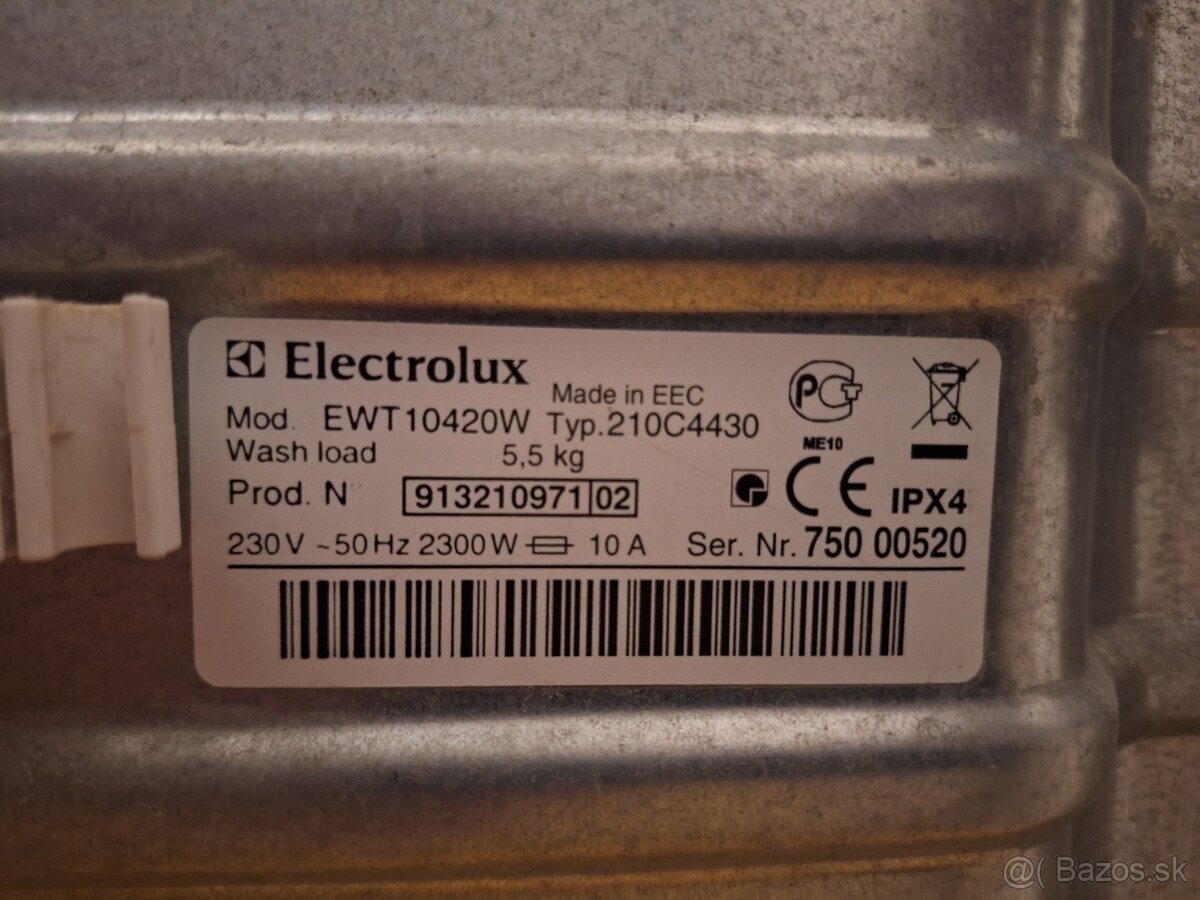 Electrolux
Made in EEC
Mod. EWT10420W Typ.210C4430
Wash load 5,5 kg
ME10
Prod. N° 913210971 02
CE IPX4
230V ~50Hz 2300W 10 A Ser. Nr. 750 00520
@( Bazos.sk